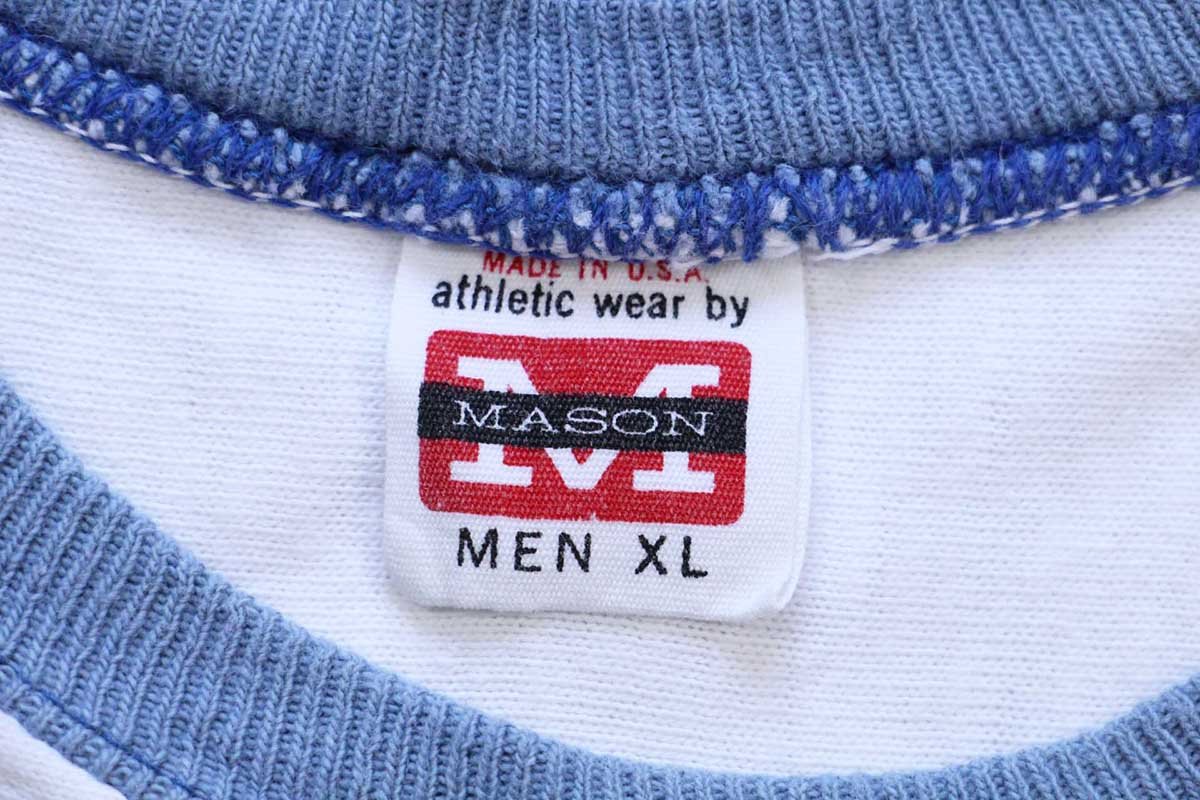 MADE IN U.S.A.
athletic wear by
M
MASON
MEN XL